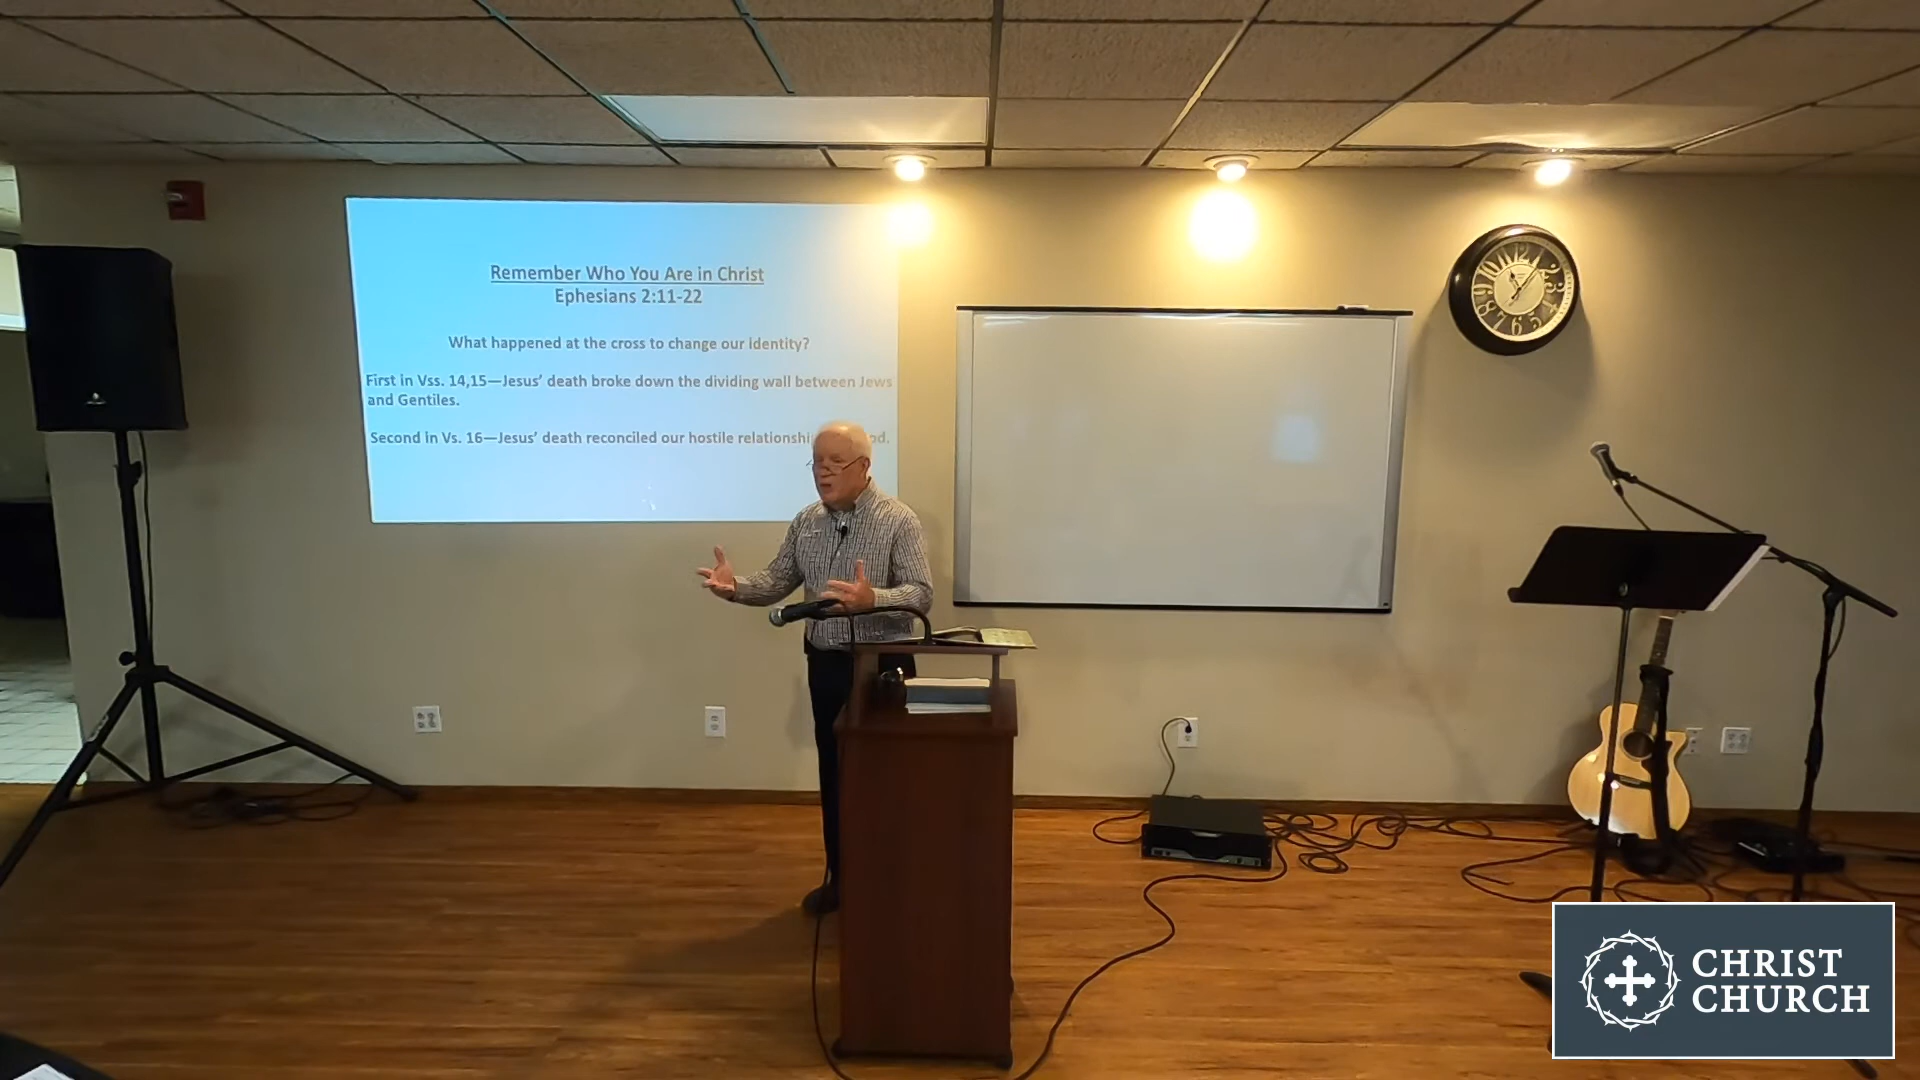 Remember Who You Are in Christ
Ephesians 2:11-22
What happened at the cross to change our identity?
First in Vss. 14,15—Jesus’ death broke down the dividing wall between Jews
and Gentiles.
Second in Vs. 16—Jesus’ death reconciled our hostile
CHRIST
CHURCH